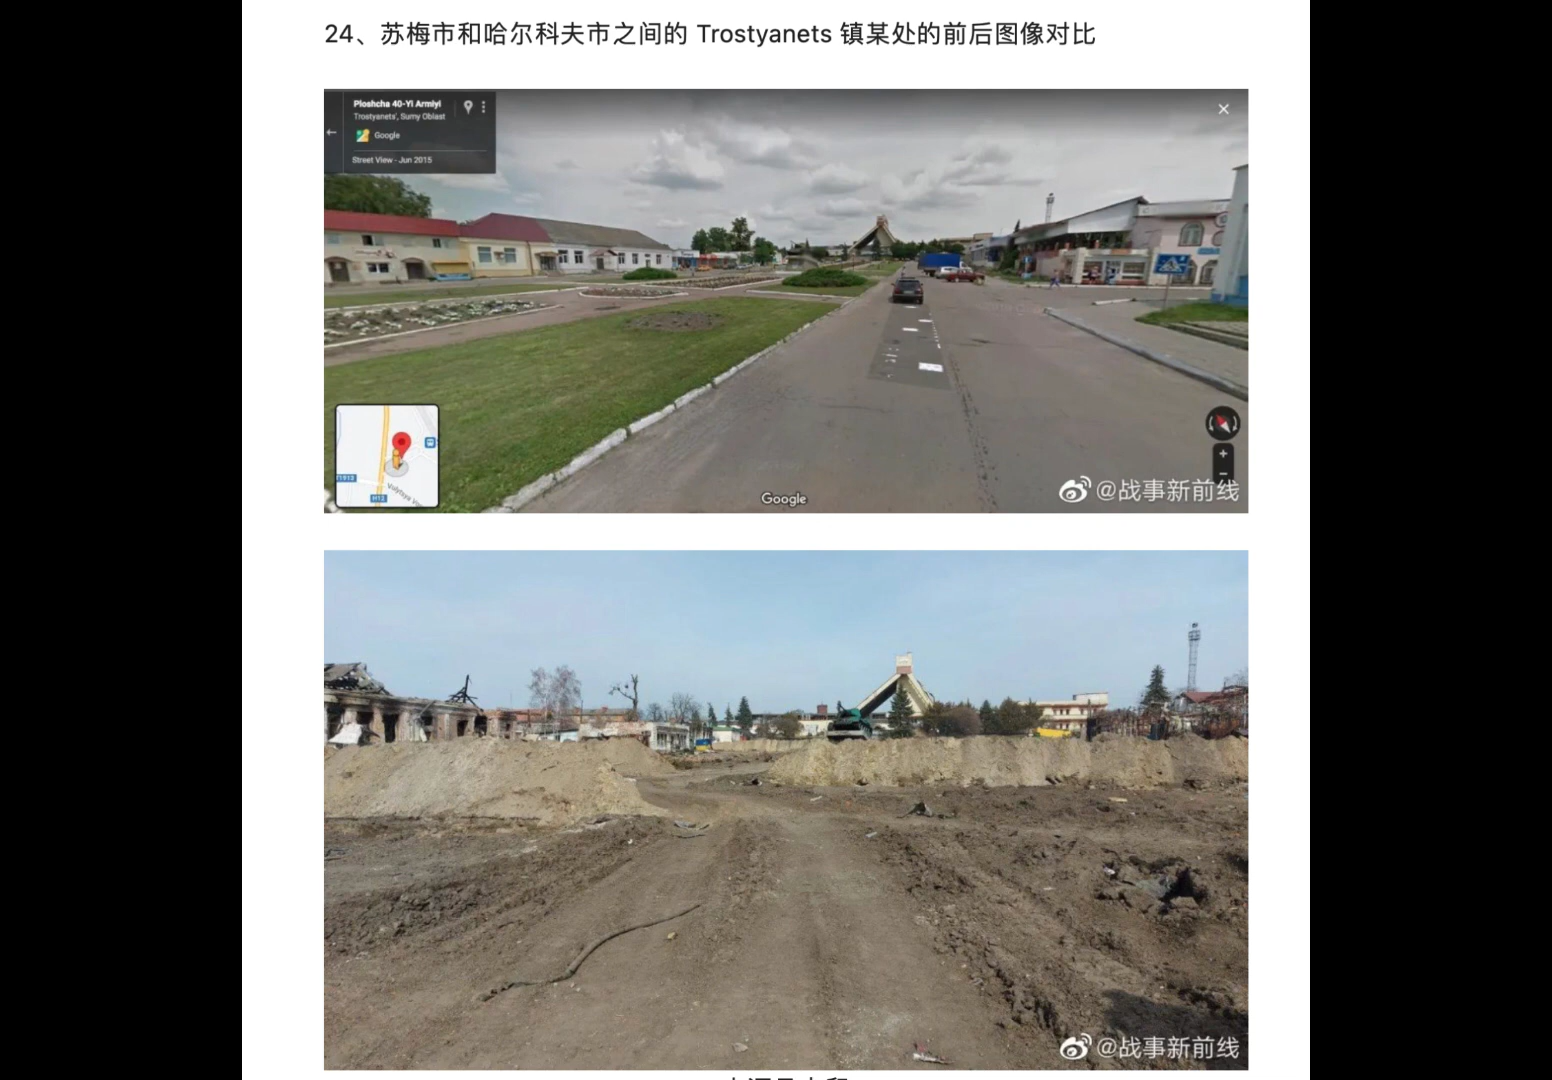 24、苏梅市和哈尔科夫市之间的 Trostyanets 镇某处的前后图像对比
Ploshcha 40-Yi Armiyi
Trostyanets', Sumy Oblast
Google
Street View - Jun 2015
H12
Google
@战事新前线
@战事新前线